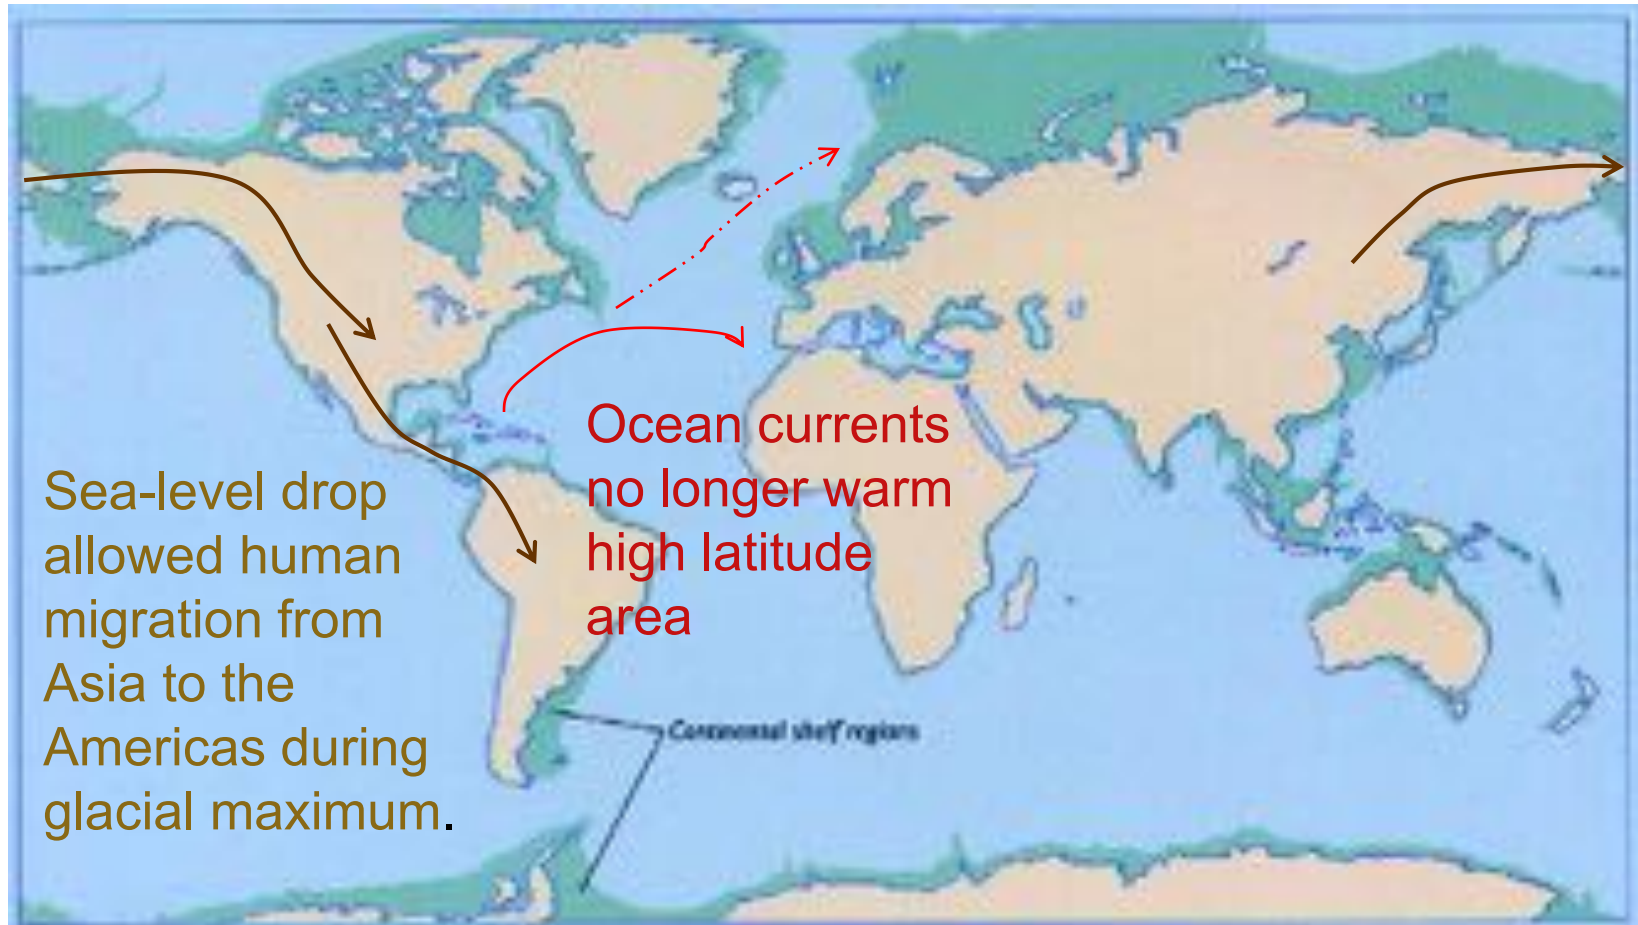 Sea-level drop
allowed human
migration from
Asia to the
Americas during
glacial maximum.
Ocean currents
no longer warm
high latitude
area
Continental shelf regions